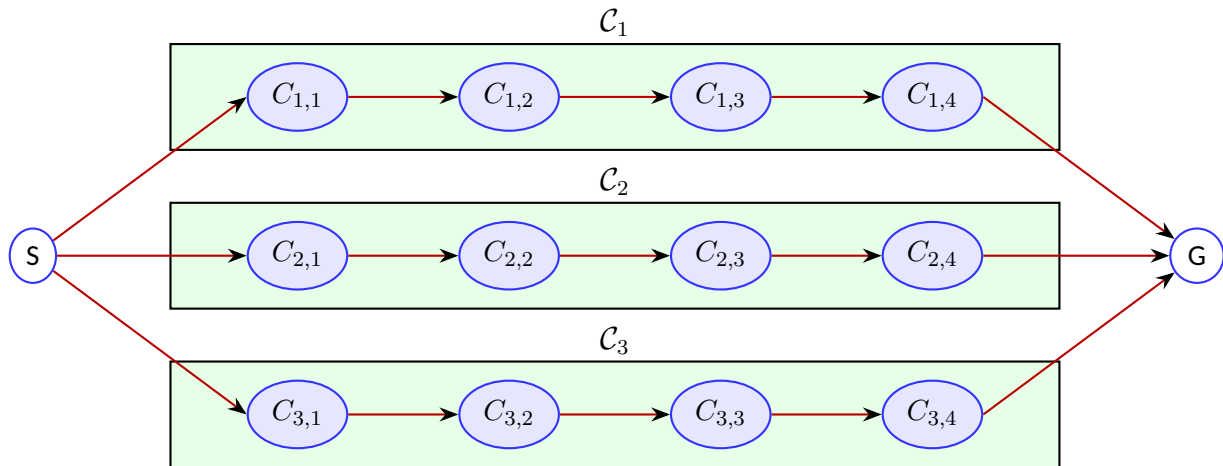 𝒞₁
C₁,₁ C₁,₂ C₁,₃ C₁,₄
𝒞₂
S C₂,₁ C₂,₂ C₂,₃ C₂,₄ G
𝒞₃
C₃,₁ C₃,₂ C₃,₃ C₃,₄